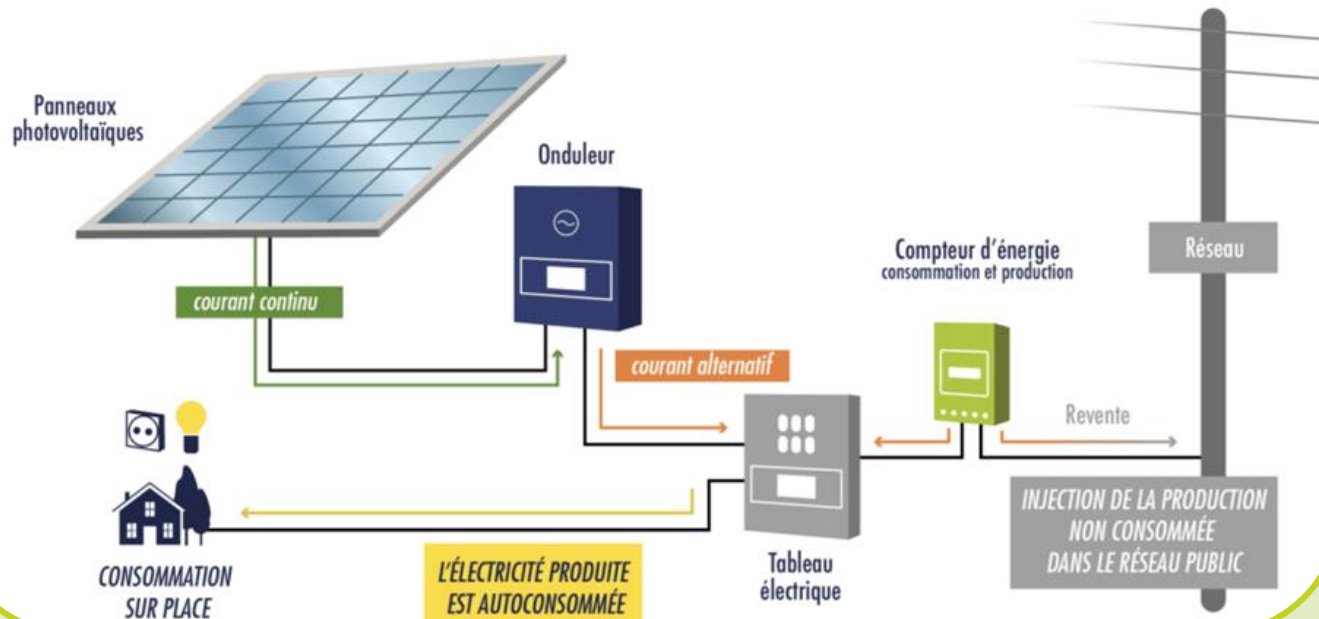 Panneaux
photovoltaïques
Onduleur
Compteur d'énergie
consommation et production
Réseau
courant continu
courant alternatif
Revente
INJECTION DE LA PRODUCTION
NON CONSOMMÉE
DANS LE RÉSEAU PUBLIC
Tableau
électrique
L'ÉLECTRICITÉ PRODUITE
EST AUTOCONSOMMÉE
CONSOMMATION
SUR PLACE